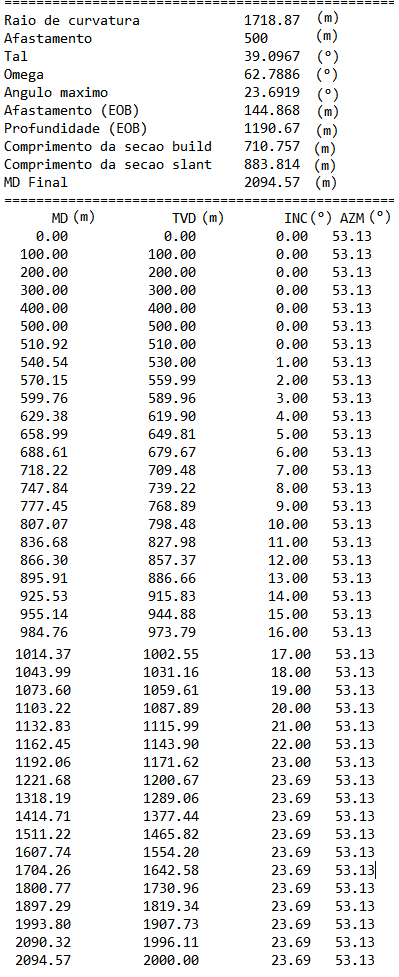 Raio de curvatura 1718.87 (m)
Afastamento 500 (m)
Tal 39.0967 (º)
Omega 62.7886 (º)
Angulo maximo 23.6919 (º)
Afastamento (EOB) 144.868 (m)
Profundidade (EOB) 1190.67 (m)
Comprimento da secao build 710.757 (m)
Comprimento da secao slant 883.814 (m)
MD Final 2094.57 (m)
MD (m) TVD (m) INC(º) AZM(º)
0.00 0.00 0.00 53.13
100.00 100.00 0.00 53.13
200.00 200.00 0.00 53.13
300.00 300.00 0.00 53.13
400.00 400.00 0.00 53.13
500.00 500.00 0.00 53.13
510.92 510.00 0.00 53.13
540.54 530.00 1.00 53.13
570.15 559.99 2.00 53.13
599.76 589.96 3.00 53.13
629.38 619.90 4.00 53.13
658.99 649.81 5.00 53.13
688.61 679.67 6.00 53.13
718.22 709.48 7.00 53.13
747.84 739.22 8.00 53.13
777.45 768.89 9.00 53.13
807.07 798.48 10.00 53.13
836.68 827.98 11.00 53.13
866.30 857.37 12.00 53.13
895.91 886.66 13.00 53.13
925.53 915.83 14.00 53.13
955.14 944.88 15.00 53.13
984.76 973.79 16.00 53.13
1014.37 1002.55 17.00 53.13
1043.99 1031.16 18.00 53.13
1073.60 1059.61 19.00 53.13
1103.22 1087.89 20.00 53.13
1132.83 1115.99 21.00 53.13
1162.45 1143.90 22.00 53.13
1192.06 1171.62 23.00 53.13
1221.68 1200.67 23.69 53.13
1318.19 1289.06 23.69 53.13
1414.71 1377.44 23.69 53.13
1511.22 1465.82 23.69 53.13
1607.74 1554.20 23.69 53.13
1704.26 1642.58 23.69 53.13
1800.77 1730.96 23.69 53.13
1897.29 1819.34 23.69 53.13
1993.80 1907.73 23.69 53.13
2090.32 1996.11 23.69 53.13
2094.57 2000.00 23.69 53.13